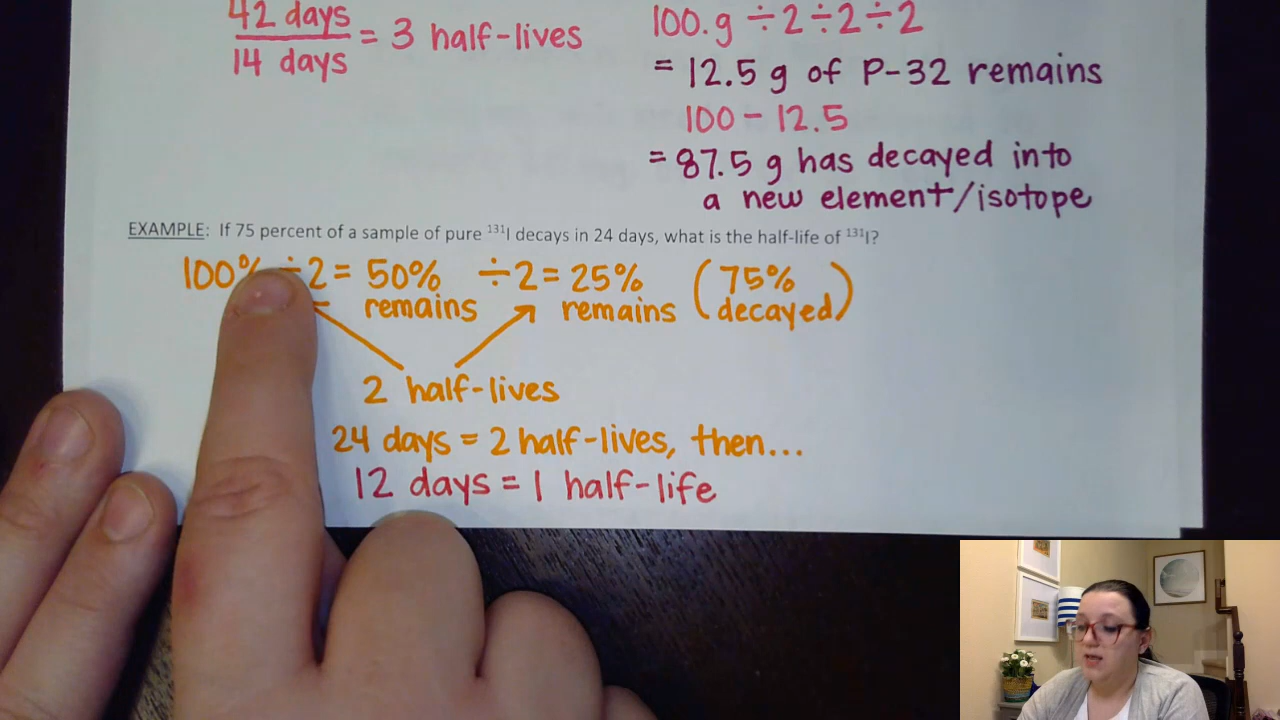 42 days
14 days
= 3 half-lives
100.g ÷2÷2÷2
= 12.5 g of P-32 remains
100 - 12.5
= 87.5 g has decayed into
a new element/isotope
EXAMPLE: If 75 percent of a sample of pure ¹³¹I decays in 24 days, what is the half-life of ¹³¹I?
100% ÷2 = 50% ÷2 = 25% (75%
remains remains decayed)
2 half-lives
24 days = 2 half-lives, then...
12 days = 1 half-life